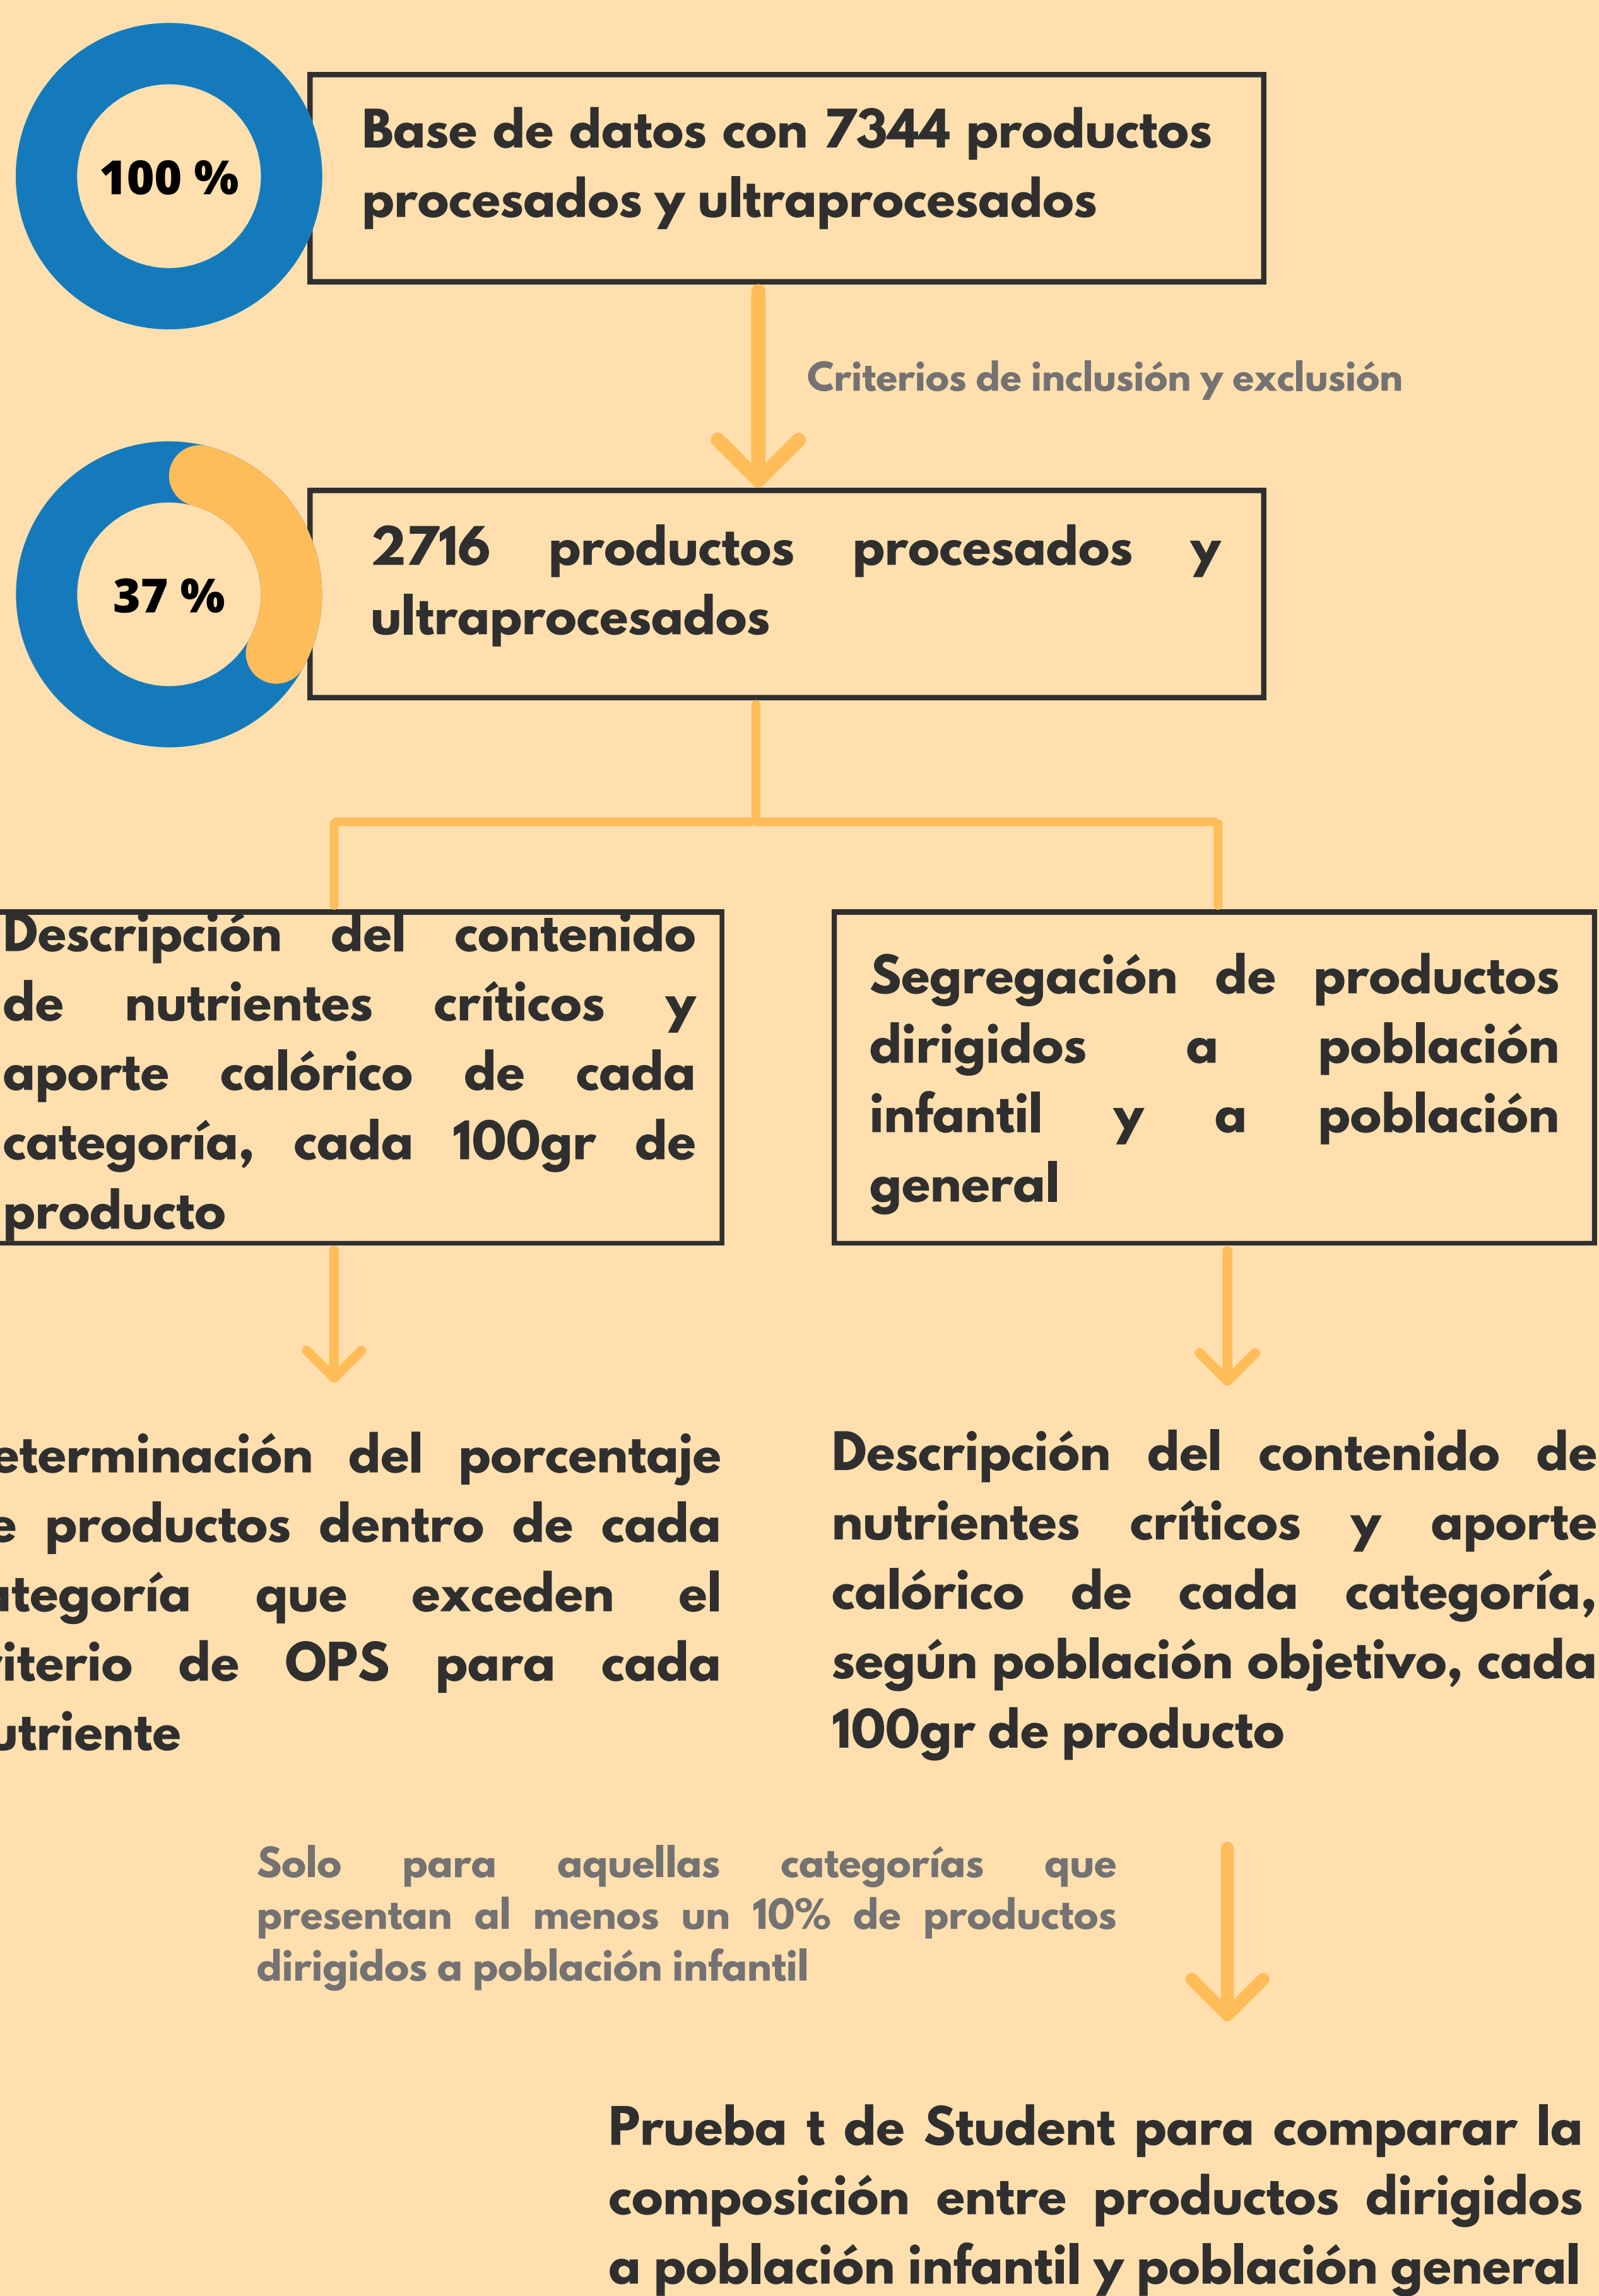 100 %
Base de datos con 7344 productos
procesados y ultraprocesados
Criterios de inclusión y exclusión
37 %
2716 productos procesados y
ultraprocesados
Descripción del contenido
de nutrientes críticos y
aporte calórico de cada
categoría, cada 100gr de
producto
Segregación de productos
dirigidos a población
infantil y a población
general
eterminación del porcentaje
e productos dentro de cada
ategoría que exceden el
riterio de OPS para cada
utriente
Descripción del contenido de
nutrientes críticos y aporte
calórico de cada categoría,
según población objetivo, cada
100gr de producto
Solo para aquellas categorías que
presentan al menos un 10% de productos
dirigidos a población infantil
Prueba t de Student para comparar la
composición entre productos dirigidos
a población infantil y población general